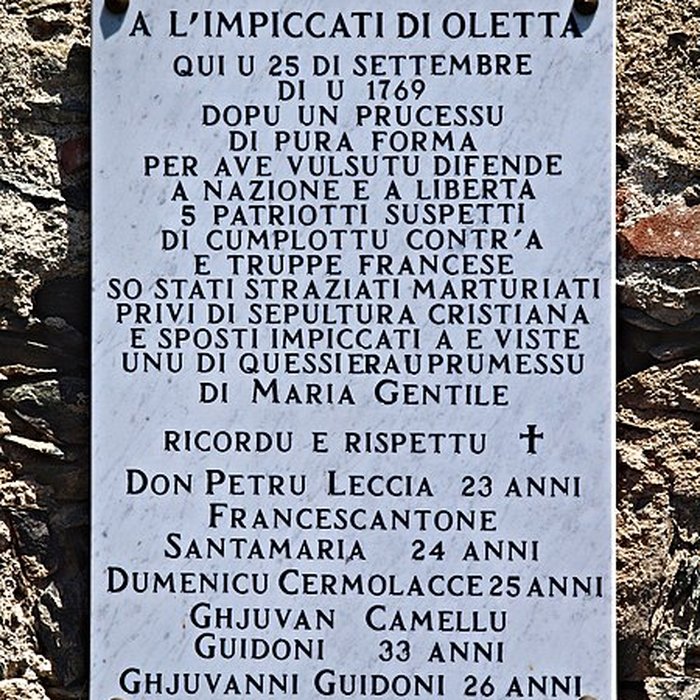 A L'IMPICCATI DI OLETTA
QUI U 25 DI SETTEMBRE
DI U 1769
DOPU UN PRUCESSU
DI PURA FORMA
PER AVE VULSUTU DIFENDE
A NAZIONE E A LIBERTA
5 PATRIOTTI SUSPETTI
DI CUMPLOTTU CONTR'A
E TRUPPE FRANCESE
SO STATI STRAZIATI MARTURIATI
PRIVI DI SEPULTURA CRISTIANA
E SPOSTI IMPICCATI A E VISTE
UNU DI QUESSI ERA U PRUMESSU
DI MARIA GENTILE
RICORDU E RISPETTU ✝
DON PETRU LECCIA 23 ANNI
FRANCESCANTONE
SANTAMARIA 24 ANNI
DUMENICU CERMOLACCE 25 ANNI
GHJUVAN CAMELLU
GUIDONI 33 ANNI
GHJUVANNI GUIDONI 26 ANNI